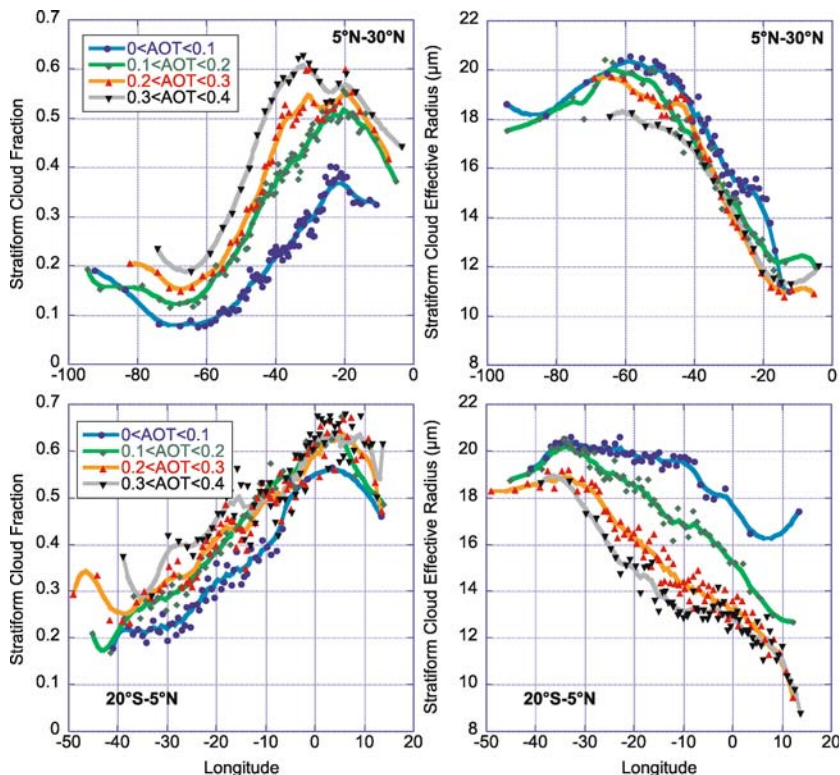 0.7
0.6
0.5
0.4
0.3
0.2
0.1
0
Stratiform Cloud Fraction
0<AOT<0.1
0.1<AOT<0.2
0.2<AOT<0.3
0.3<AOT<0.4
5°N-30°N
-100 -80 -60 -40 -20 0
22
20
18
16
14
12
10
8
Stratiform Cloud Effective Radius (µm)
5°N-30°N
-100 -80 -60 -40 -20 0
0.7
0.6
0.5
0.4
0.3
0.2
0.1
0
Stratiform Cloud Fraction
0<AOT<0.1
0.1<AOT<0.2
0.2<AOT<0.3
0.3<AOT<0.4
20°S-5°N
-50 -40 -30 -20 -10 0 10 20
Longitude
22
20
18
16
14
12
10
8
Stratiform Cloud Effective Radius (µm)
20°S-5°N
-50 -40 -30 -20 -10 0 10 20
Longitude